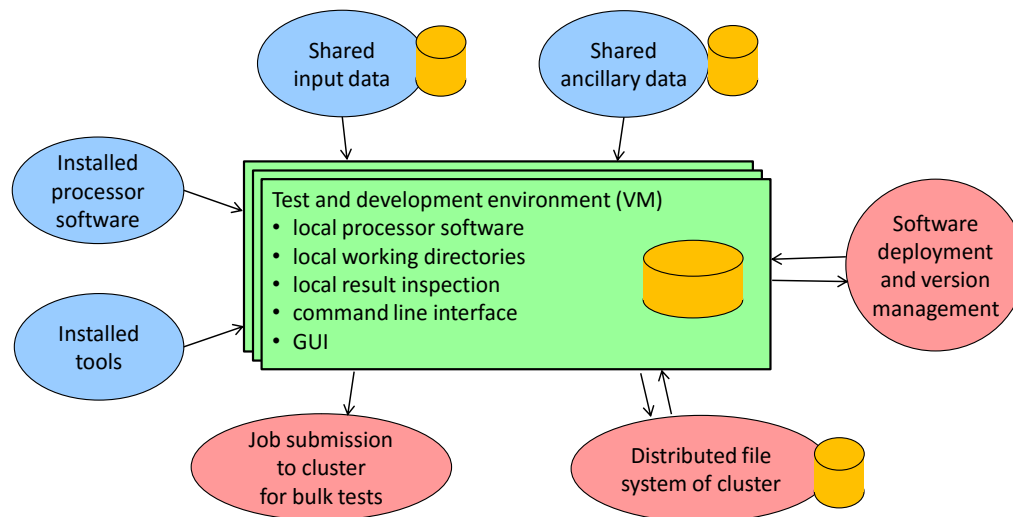 Shared
input data
Shared
ancillary data
Installed
processor
software
Test and development environment (VM)
• local processor software
• local working directories
• local result inspection
• command line interface
• GUI
Software
deployment
and version
management
Installed
tools
Job submission
to cluster
for bulk tests
Distributed file
system of cluster